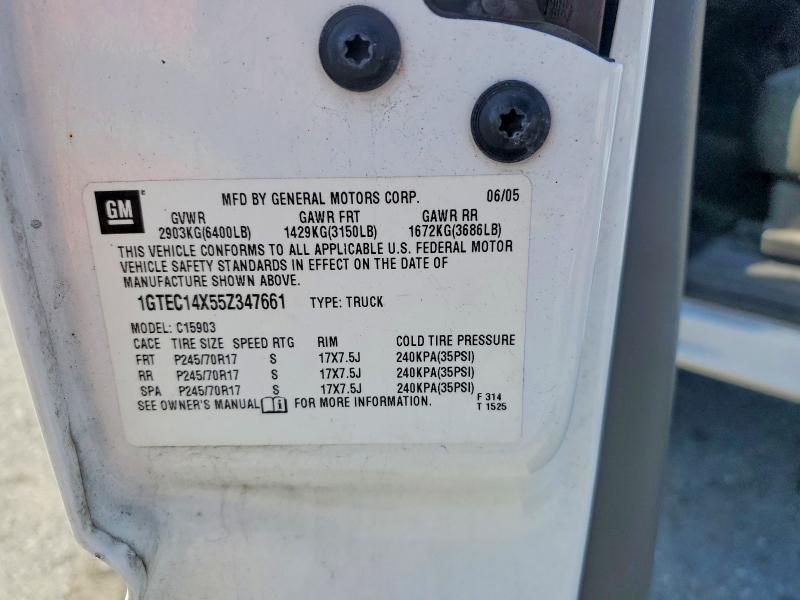 GM MFD BY GENERAL MOTORS CORP. 06/05
GVWR GAWR FRT GAWR RR
2903KG(6400LB) 1429KG(3150LB) 1672KG(3686LB)
THIS VEHICLE CONFORMS TO ALL APPLICABLE U.S. FEDERAL MOTOR
VEHICLE SAFETY STANDARDS IN EFFECT ON THE DATE OF
MANUFACTURE SHOWN ABOVE.
1GTEC14X55Z347661 TYPE: TRUCK
MODEL: C15903
CACE TIRE SIZE SPEED RTG RIM COLD TIRE PRESSURE
FRT P245/70R17 S 17X7.5J 240KPA(35PSI)
RR P245/70R17 S 17X7.5J 240KPA(35PSI)
SPA P245/70R17 S 17X7.5J 240KPA(35PSI)
SEE OWNER'S MANUAL i FOR MORE INFORMATION.
F 314
T 1525